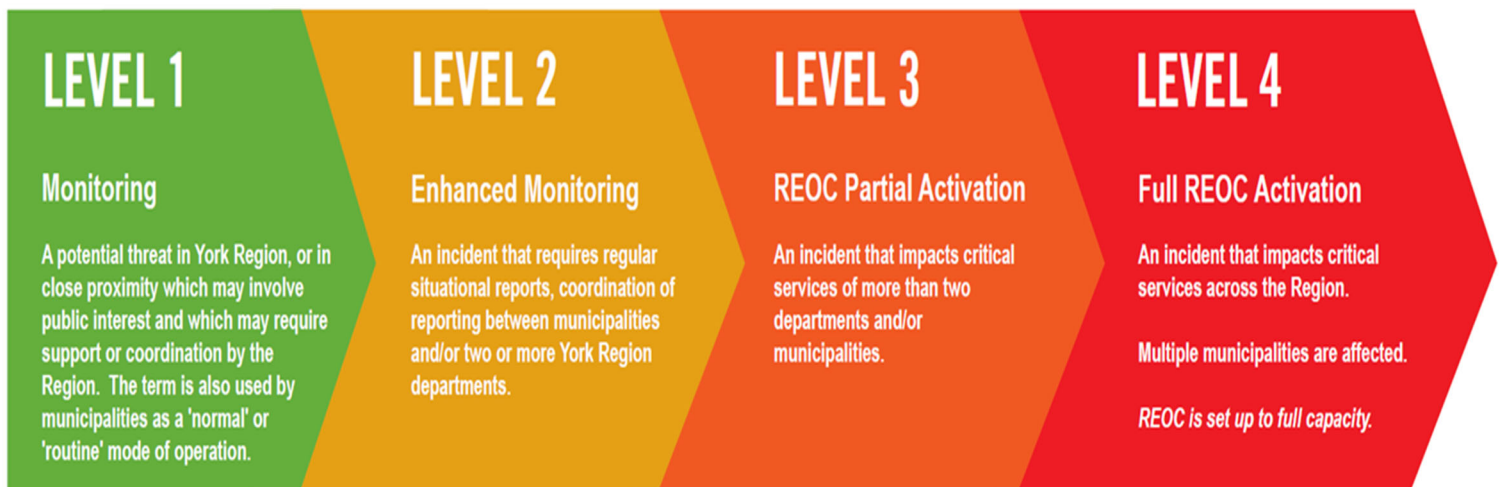 LEVEL 1
Monitoring
A potential threat in York Region, or in
close proximity which may involve
public interest and which may require
support or coordination by the
Region.  The term is also used by
municipalities as a 'normal' or
'routine' mode of operation.
LEVEL 2
Enhanced Monitoring
An incident that requires regular
situational reports, coordination of
reporting between municipalities
and/or two or more York Region
departments.
LEVEL 3
REOC Partial Activation
An incident that impacts critical
services of more than two
departments and/or
municipalities.
LEVEL 4
Full REOC Activation
An incident that impacts critical
services across the Region.
Multiple municipalities are affected.
REOC is set up to full capacity.